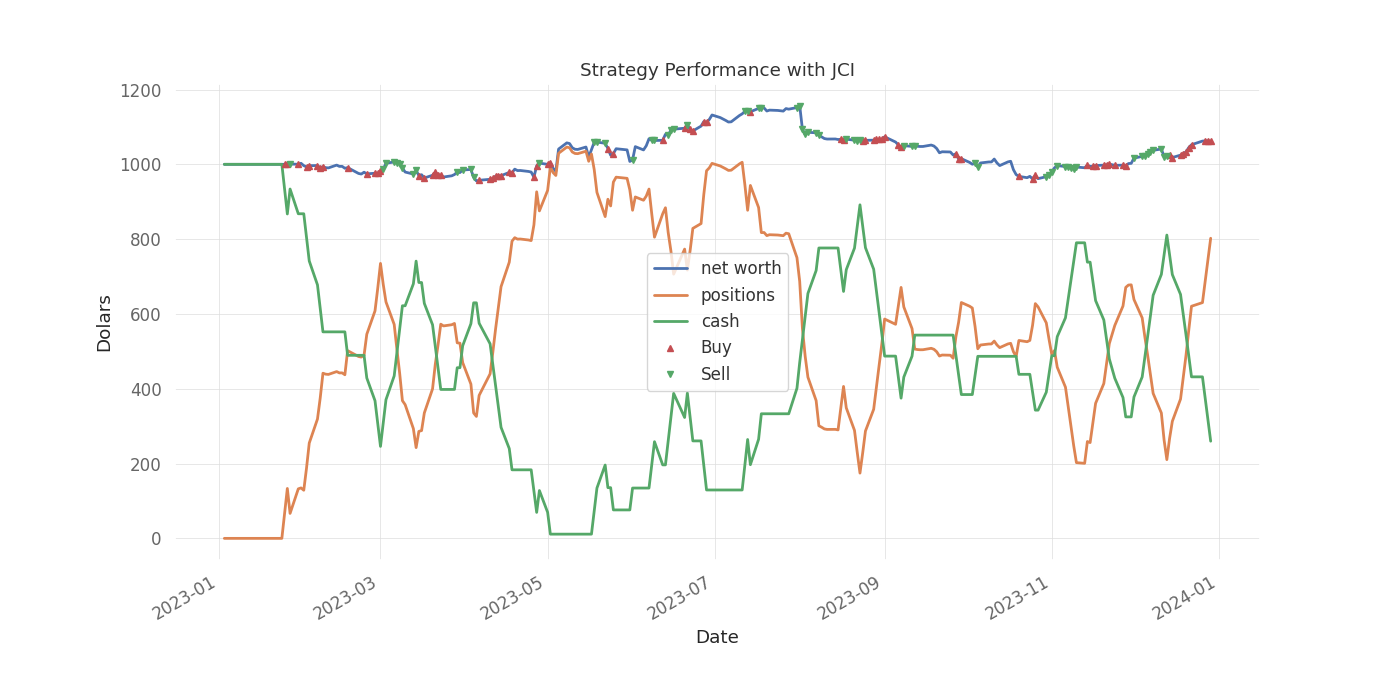 Strategy Performance with JCI
1200
1000
800
600
400
200
0
Dolars
net worth
positions
cash
Buy
Sell
2023-01
2023-03
2023-05
2023-07
2023-09
2023-11
2024-01
Date